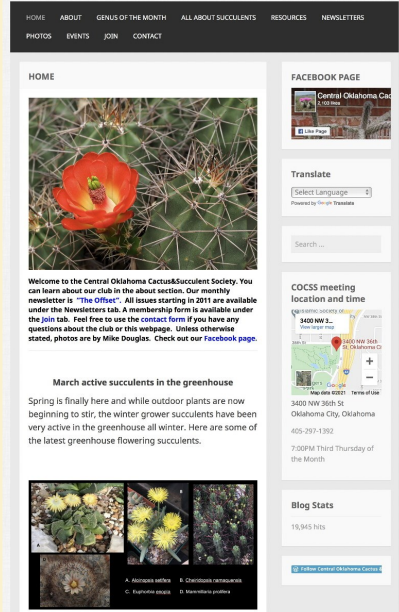 HOME ABOUT GENUS OF THE MONTH ALL ABOUT SUCCULENTS RESOURCES NEWSLETTERS
PHOTOS EVENTS JOIN CONTACT
HOME
Welcome to the Central Oklahoma Cactus&Succulent Society. You
can learn about our club in the about section. Our monthly
newsletter is "The Offset". All issues starting in 2011 are available
under the Newsletters tab. A membership form is available under
the Join tab. Feel free to use the contact form if you have any
questions about the club or this webpage. Unless otherwise
stated, photos are by Mike Douglas. Check out our Facebook page.
March active succulents in the greenhouse
Spring is finally here and while outdoor plants are now
beginning to stir, the winter grower succulents have been
very active in the greenhouse all winter. Here are some of
the latest greenhouse flowering succulents.
A
B
A. Aloinopsis setifera B. Cheiridopsis namaquensis
C. Euphorbia enopla D. Mammillaria prolifera
FACEBOOK PAGE
Central Oklahoma Cac
2,103 likes
Like Page
Translate
Select Language
Powered by Google Translate
Search ...
COCSS meeting
location and time
3400 NW 3...
View larger map
3400 NW 36th
St, Oklahoma Ci
Google
Map data ©2021 Terms of Use
3400 NW 36th St
Oklahoma City, Oklahoma
405-297-1392
7:00PM Third Thursday of
the Month
Blog Stats
19,945 hits
Follow Central Oklahoma Cactus &